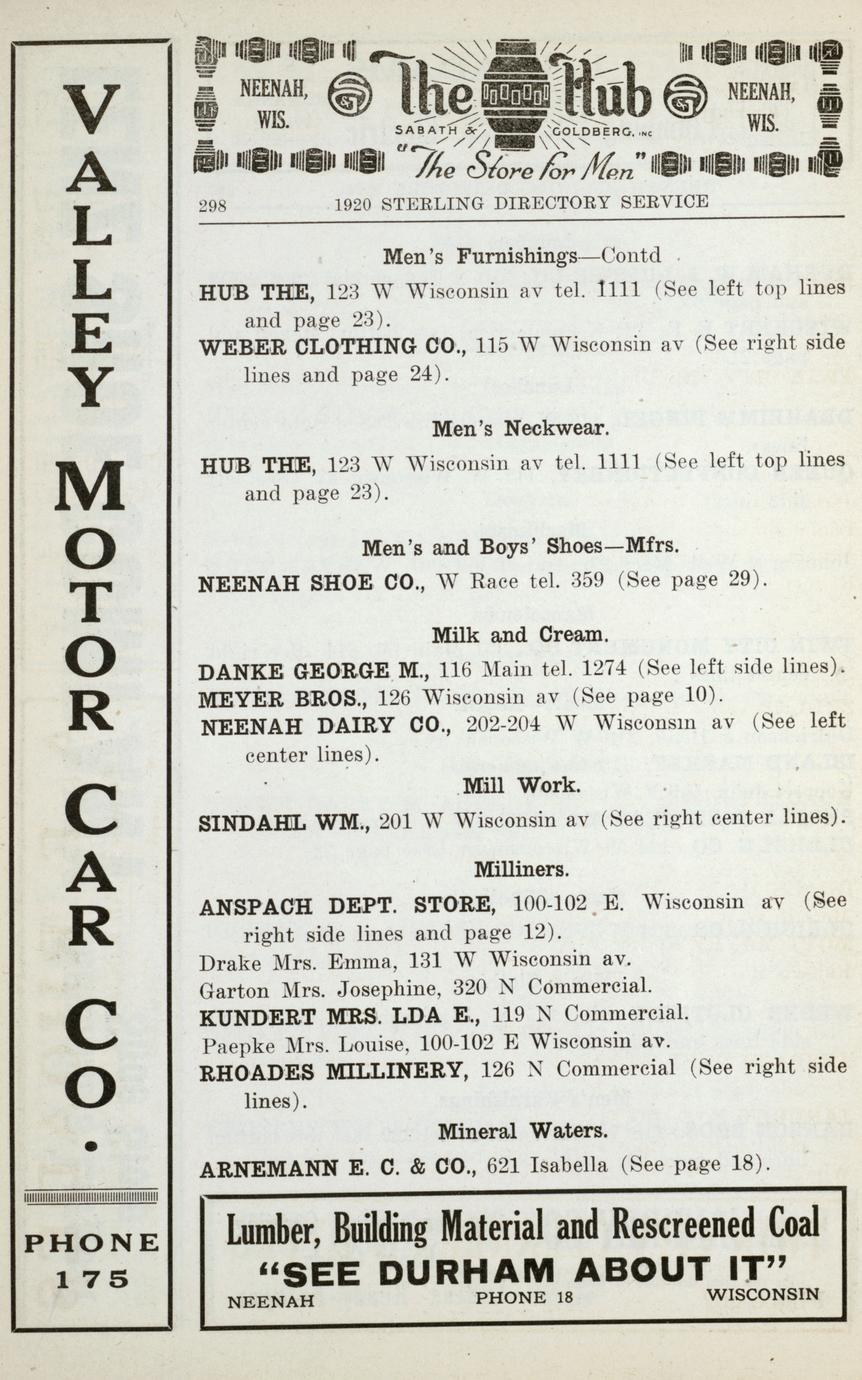 VALLEY MOTOR CAR CO.
PHONE
175
NEENAH,
WIS.
S&G
The Hub
S&G
NEENAH,
WIS.
SABATH & GOLDBERG, INC
"The Store for Men"
298 1920 STERLING DIRECTORY SERVICE
Men's Furnishings—Contd
HUB THE, 123 W Wisconsin av tel. 1111 (See left top lines
and page 23).
WEBER CLOTHING CO., 115 W Wisconsin av (See right side
lines and page 24).
Men's Neckwear.
HUB THE, 123 W Wisconsin av tel. 1111 (See left top lines
and page 23).
Men's and Boys' Shoes—Mfrs.
NEENAH SHOE CO., W Race tel. 359 (See page 29).
Milk and Cream.
DANKE GEORGE M., 116 Main tel. 1274 (See left side lines).
MEYER BROS., 126 Wisconsin av (See page 10).
NEENAH DAIRY CO., 202-204 W Wisconsin av (See left
center lines).
Mill Work.
SINDAHL WM., 201 W Wisconsin av (See right center lines).
Milliners.
ANSPACH DEPT. STORE, 100-102 E. Wisconsin av (See
right side lines and page 12).
Drake Mrs. Emma, 131 W Wisconsin av.
Garton Mrs. Josephine, 320 N Commercial.
KUNDERT MRS. LDA E., 119 N Commercial.
Paepke Mrs. Louise, 100-102 E Wisconsin av.
RHOADES MILLINERY, 126 N Commercial (See right side
lines).
Mineral Waters.
ARNEMANN E. C. & CO., 621 Isabella (See page 18).
Lumber, Building Material and Rescreened Coal
"SEE DURHAM ABOUT IT"
NEENAH PHONE 18 WISCONSIN